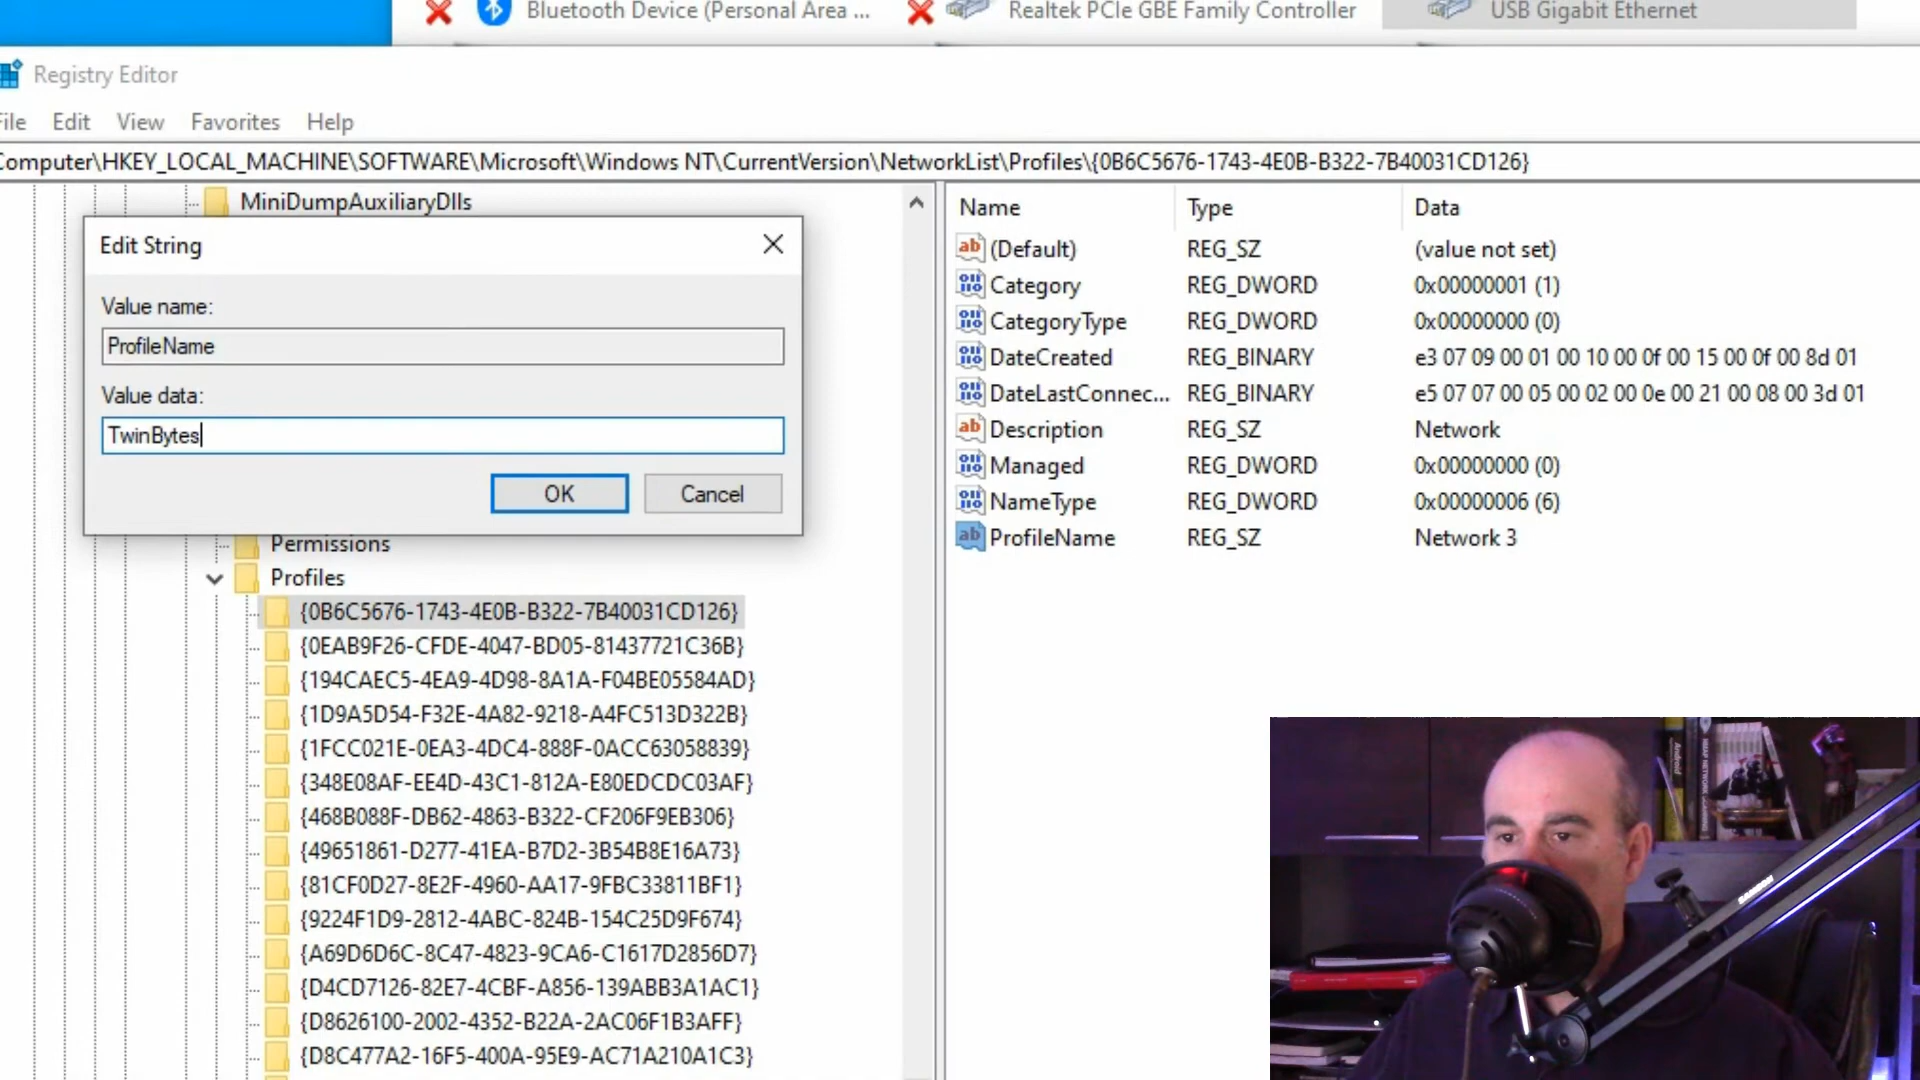 Bluetooth Device (Personal Area ...
Realtek PCIe GBE Family Controller
USB Gigabit Ethernet
Registry Editor
File Edit View Favorites Help
Computer\HKEY_LOCAL_MACHINE\SOFTWARE\Microsoft\Windows NT\CurrentVersion\NetworkList\Profiles\{0B6C5676-1743-4E0B-B322-7B40031CD126}
MiniDumpAuxiliaryDlls
Edit String
Value name:
ProfileName
Value data:
TwinBytes
OK Cancel
Permissions
Profiles
{0B6C5676-1743-4E0B-B322-7B40031CD126}
{0EAB9F26-CFDE-4047-BD05-81437721C36B}
{194CAEC5-4EA9-4D98-8A1A-F04BE05584AD}
{1D9A5D54-F32E-4A82-9218-A4FC513D322B}
{1FCC021E-0EA3-4DC4-888F-0ACC63058839}
{348E08AF-EE4D-43C1-812A-E80EDCDC03AF}
{468B088F-DB62-4863-B322-CF206F9EB306}
{49651861-D277-41EA-B7D2-3B54B8E16A73}
{81CF0D27-8E2F-4960-AA17-9FBC33811BF1}
{9224F1D9-2812-4ABC-824B-154C25D9F674}
{A69D6D6C-8C47-4823-9CA6-C1617D2856D7}
{D4CD7126-82E7-4CBF-A856-139ABB3A1AC1}
{D8626100-2002-4352-B22A-2AC06F1B3AFF}
{D8C477A2-16F5-400A-95E9-AC71A210A1C3}
Name Type Data
(Default) REG_SZ (value not set)
Category REG_DWORD 0x00000001 (1)
CategoryType REG_DWORD 0x00000000 (0)
DateCreated REG_BINARY e3 07 09 00 01 00 10 00 0f 00 15 00 0f 00 8d 01
DateLastConnec... REG_BINARY e5 07 07 00 05 00 02 00 0e 00 21 00 08 00 3d 01
Description REG_SZ Network
Managed REG_DWORD 0x00000000 (0)
NameType REG_DWORD 0x00000006 (6)
ProfileName REG_SZ Network 3
Android
SAMSON